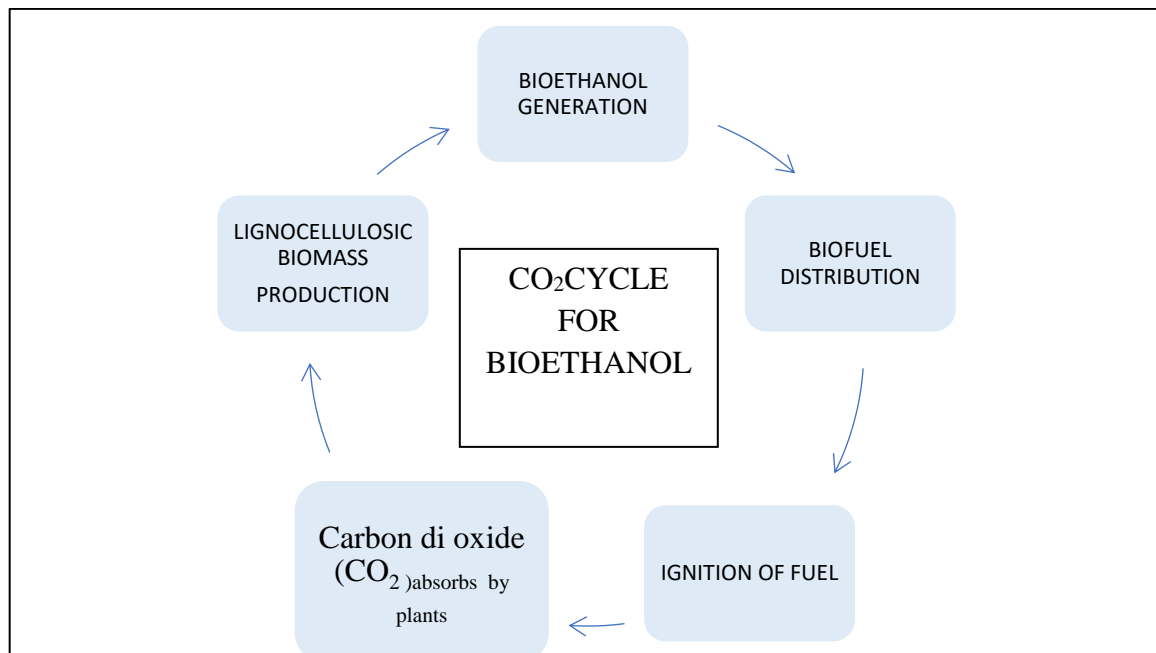 BIOETHANOL
GENERATION
LIGNOCELLULOSIC
BIOMASS
PRODUCTION
BIOFUEL
DISTRIBUTION
CO₂CYCLE
FOR
BIOETHANOL
Carbon di oxide
(CO₂ )absorbs by
plants
IGNITION OF FUEL